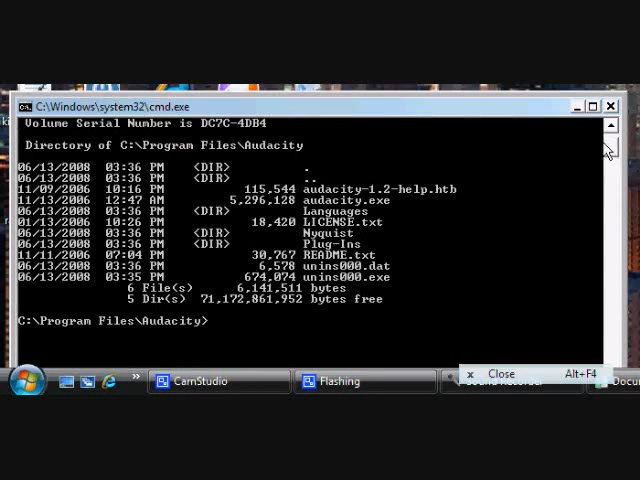 C:\Windows\system32\cmd.exe
Volume Serial Number is DC7C-4DB4
Directory of C:\Program Files\Audacity
06/13/2008 03:36 PM <DIR> .
06/13/2008 03:36 PM <DIR> ..
11/09/2006 10:16 PM 115,544 audacity-1.2-help.htb
11/13/2006 12:47 AM 5,296,128 audacity.exe
06/13/2008 03:36 PM <DIR> Languages
01/13/2006 10:26 PM 18,420 LICENSE.txt
06/13/2008 03:36 PM <DIR> Nyquist
06/13/2008 03:36 PM <DIR> Plug-Ins
11/11/2006 07:04 PM 30,767 README.txt
06/13/2008 03:36 PM 6,578 unins000.dat
06/13/2008 03:35 PM 674,074 unins000.exe
6 File(s) 6,141,511 bytes
5 Dir(s) 71,172,861,952 bytes free
C:\Program Files\Audacity>
x Close Alt+F4
» CamStudio Flashing Sound Recorder Docum